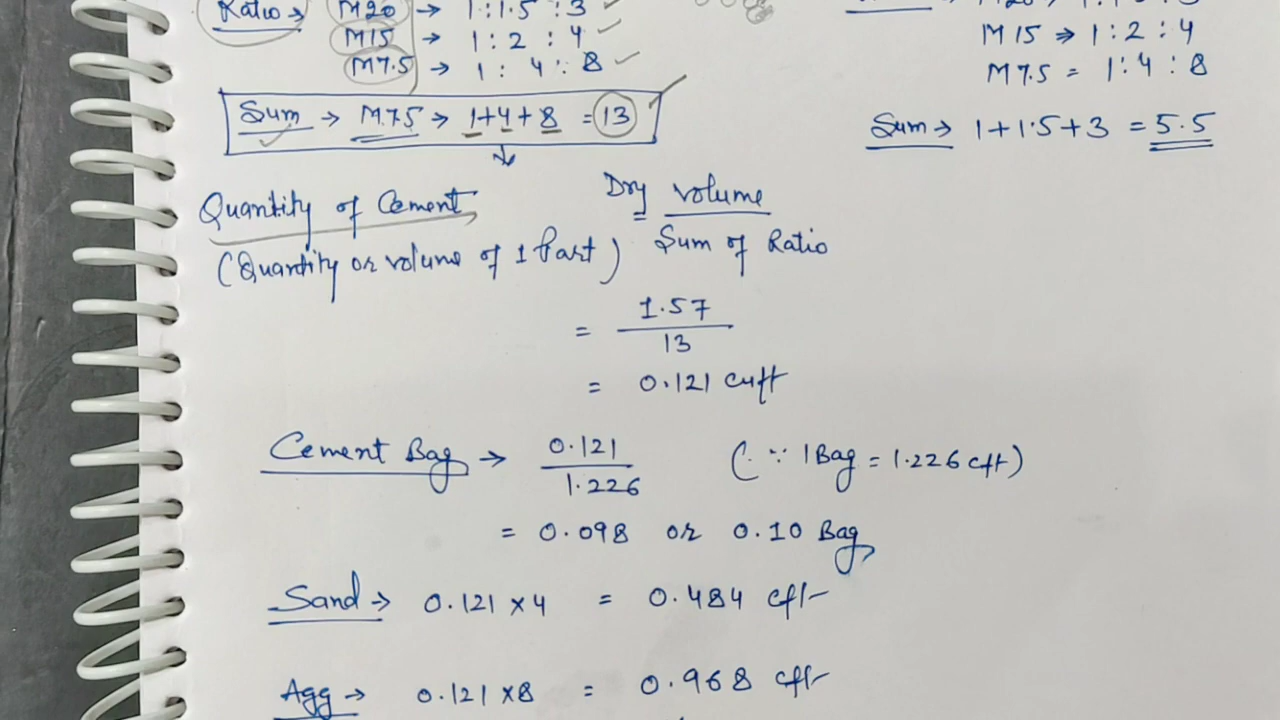 Ratio → M20 → 1:1.5:3
M15 → 1:2:4
M7.5 → 1:4:8
Sum → M7.5 → 1+4+8 = 13
M15 ⇒ 1:2:4
M7.5 = 1:4:8
Sum → 1+1.5+3 = 5.5
Quantity of Cement
(Quantity or volume of 1 Part)
Dry volume
Sum of Ratio
= 1.57
13
= 0.121 cuft
Cement Bag → 0.121
1.226
(∵ 1Bag = 1.226 cft)
= 0.098 or 0.10 Bag
Sand → 0.121 × 4 = 0.484 cft
Agg → 0.121 × 8 = 0.968 cft